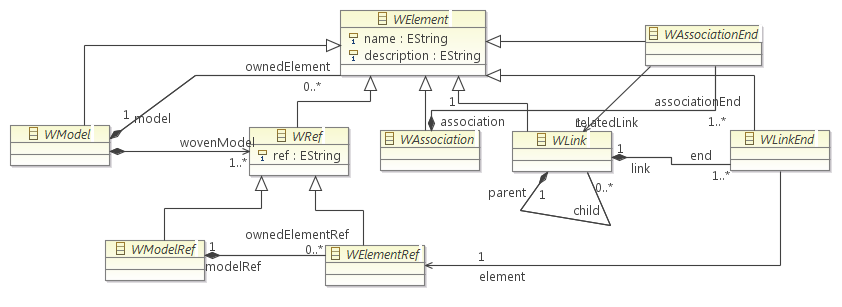 WElement
name : EString
description : EString
WAssociationEnd
ownedElement
0..*
1
model
1
associationEnd
1..*
association
1
relatedLink
WModel
wovenModel
1..*
WRef
ref : EString
WAssociation
WLink
1
link
end
1..*
WLinkEnd
parent
1
0..*
child
WModelRef
1
modelRef
ownedElementRef
0..*
WElementRef
1
element